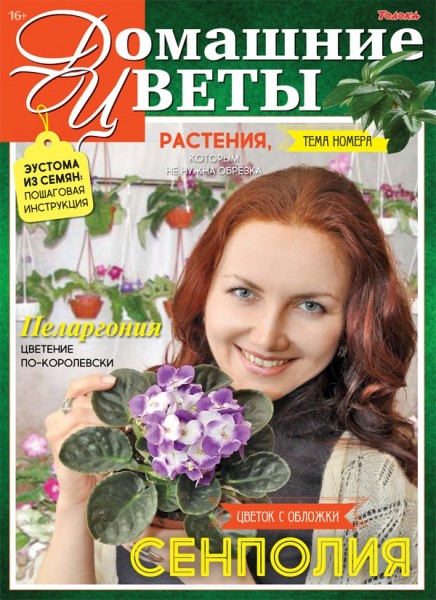 16+
Толока
Домашние
Цветы
РАСТЕНИЯ,
КОТОРЫМ
НЕ НУЖНА ОБРЕЗКА
ТЕМА НОМЕРА
ЭУСТОМА
ИЗ СЕМЯН:
ПОШАГОВАЯ
ИНСТРУКЦИЯ
Пеларгония
ЦВЕТЕНИЕ
ПО-КОРОЛЕВСКИ
ЦВЕТОК С ОБЛОЖКИ
СЕНПОЛИЯ